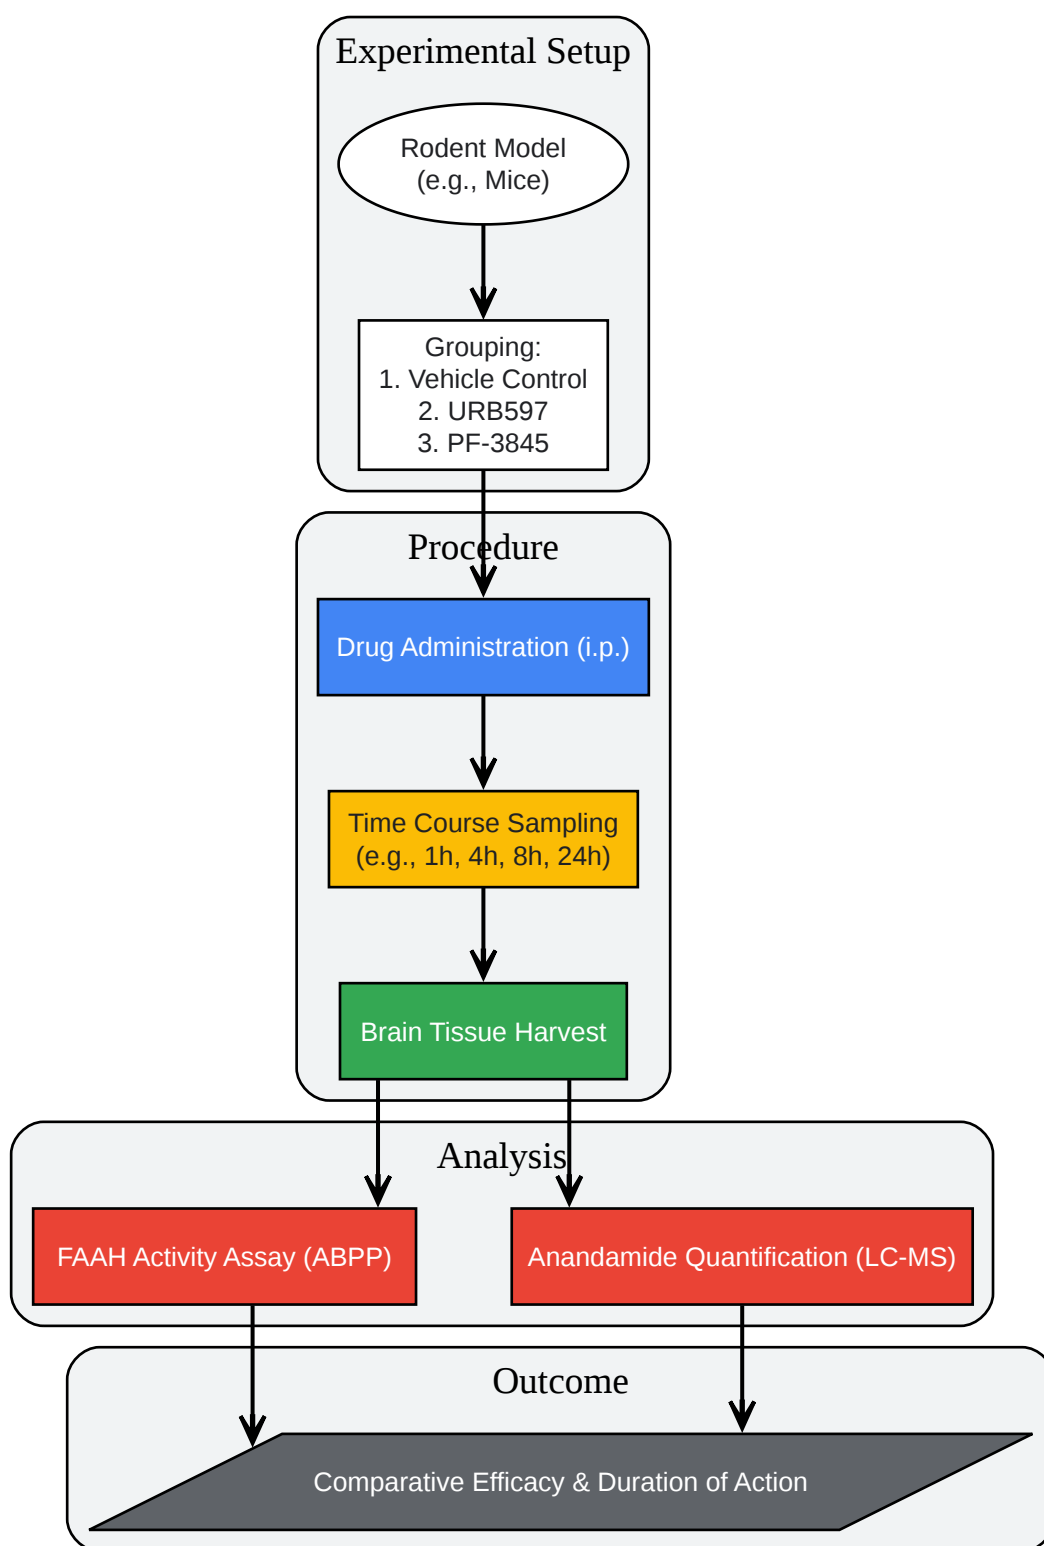 Experimental Setup
Rodent Model
(e.g., Mice)
Grouping:
1. Vehicle Control
2. URB597
3. PF-3845
Procedure
Drug Administration (i.p.)
Time Course Sampling
(e.g., 1h, 4h, 8h, 24h)
Brain Tissue Harvest
Analysis
FAAH Activity Assay (ABPP)
Anandamide Quantification (LC-MS)
Outcome
Comparative Efficacy & Duration of Action